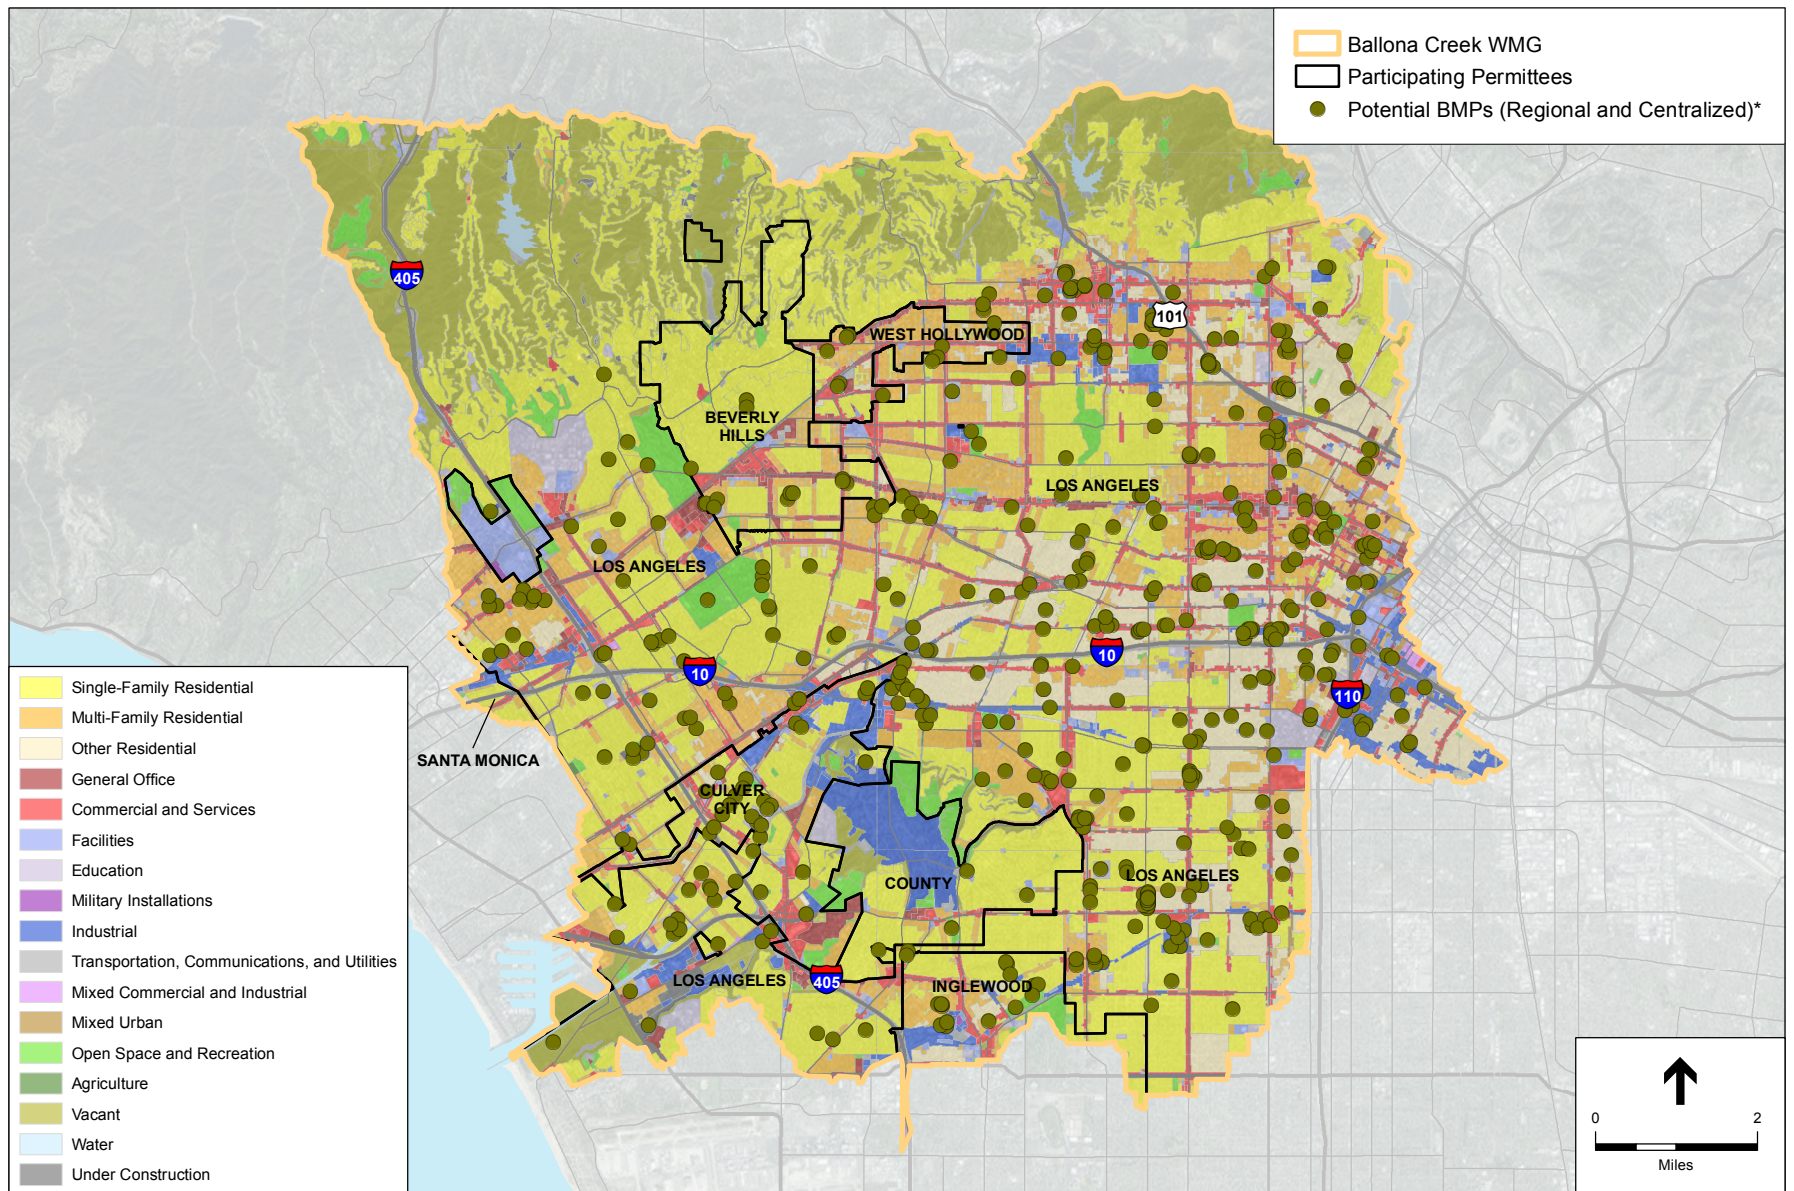 Ballona Creek WMG
Participating Permittees
Potential BMPs (Regional and Centralized)*
405
101
WEST HOLLYWOOD
BEVERLY
HILLS
LOS ANGELES
LOS ANGELES
10
10
110
SANTA MONICA
CULVER
CITY
COUNTY
LOS ANGELES
LOS ANGELES
405
INGLEWOOD
Single-Family Residential
Multi-Family Residential
Other Residential
General Office
Commercial and Services
Facilities
Education
Military Installations
Industrial
Transportation, Communications, and Utilities
Mixed Commercial and Industrial
Mixed Urban
Open Space and Recreation
Agriculture
Vacant
Water
Under Construction
0 2
Miles